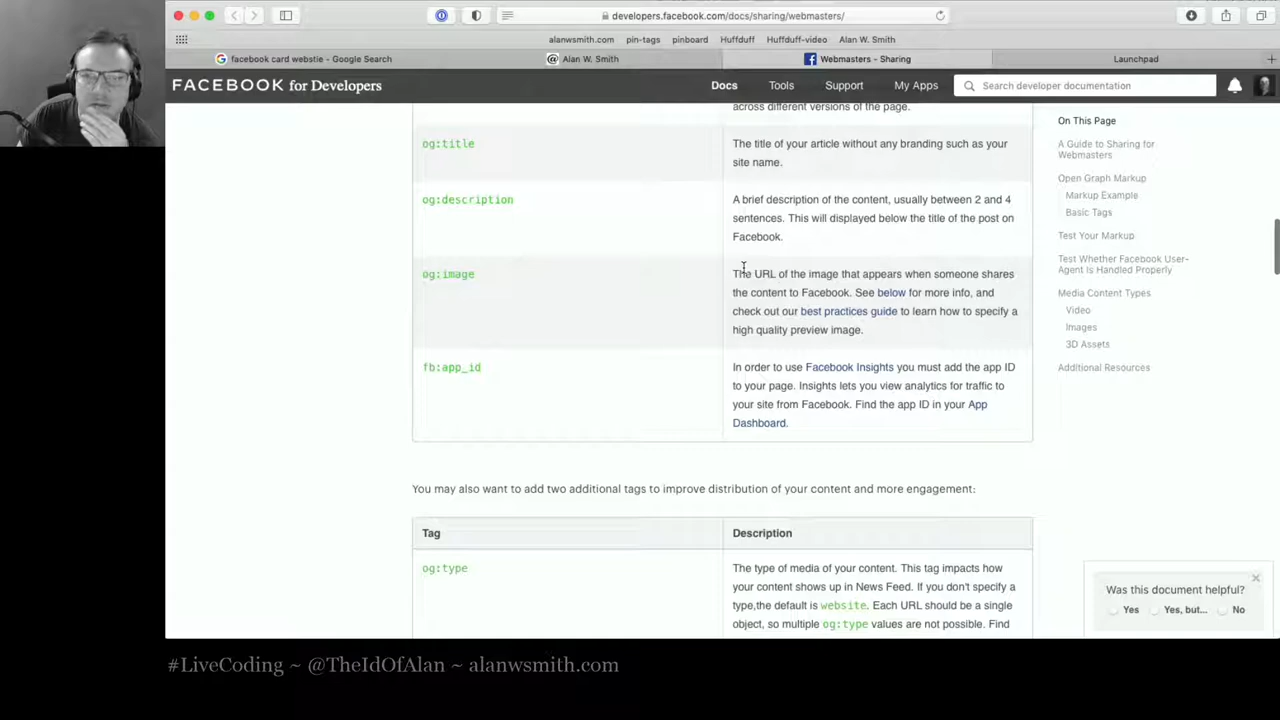 developers.facebook.com/docs/sharing/webmasters/
alanwsmith.com pin-tags pinboard Huffduff Huffduff-video Alan W. Smith
facebook card webstie - Google Search
Alan W. Smith
Webmasters - Sharing
Launchpad
FACEBOOK for Developers
Docs Tools Support My Apps
Search developer documentation
across different versions of the page.
og:title
The title of your article without any branding such as your
site name.
og:description
A brief description of the content, usually between 2 and 4
sentences. This will displayed below the title of the post on
Facebook.
og:image
The URL of the image that appears when someone shares
the content to Facebook. See below for more info, and
check out our best practices guide to learn how to specify a
high quality preview image.
fb:app_id
In order to use Facebook Insights you must add the app ID
to your page. Insights lets you view analytics for traffic to
your site from Facebook. Find the app ID in your App
Dashboard.
You may also want to add two additional tags to improve distribution of your content and more engagement:
Tag
Description
og:type
The type of media of your content. This tag impacts how
your content shows up in News Feed. If you don't specify a
type,the default is website. Each URL should be a single
object, so multiple og:type values are not possible. Find
On This Page
A Guide to Sharing for
Webmasters
Open Graph Markup
Markup Example
Basic Tags
Test Your Markup
Test Whether Facebook User-
Agent Is Handled Properly
Media Content Types
Video
Images
3D Assets
Additional Resources
Was this document helpful?
Yes Yes, but... No
#LiveCoding ~ @TheIdOfAlan ~ alanwsmith.com